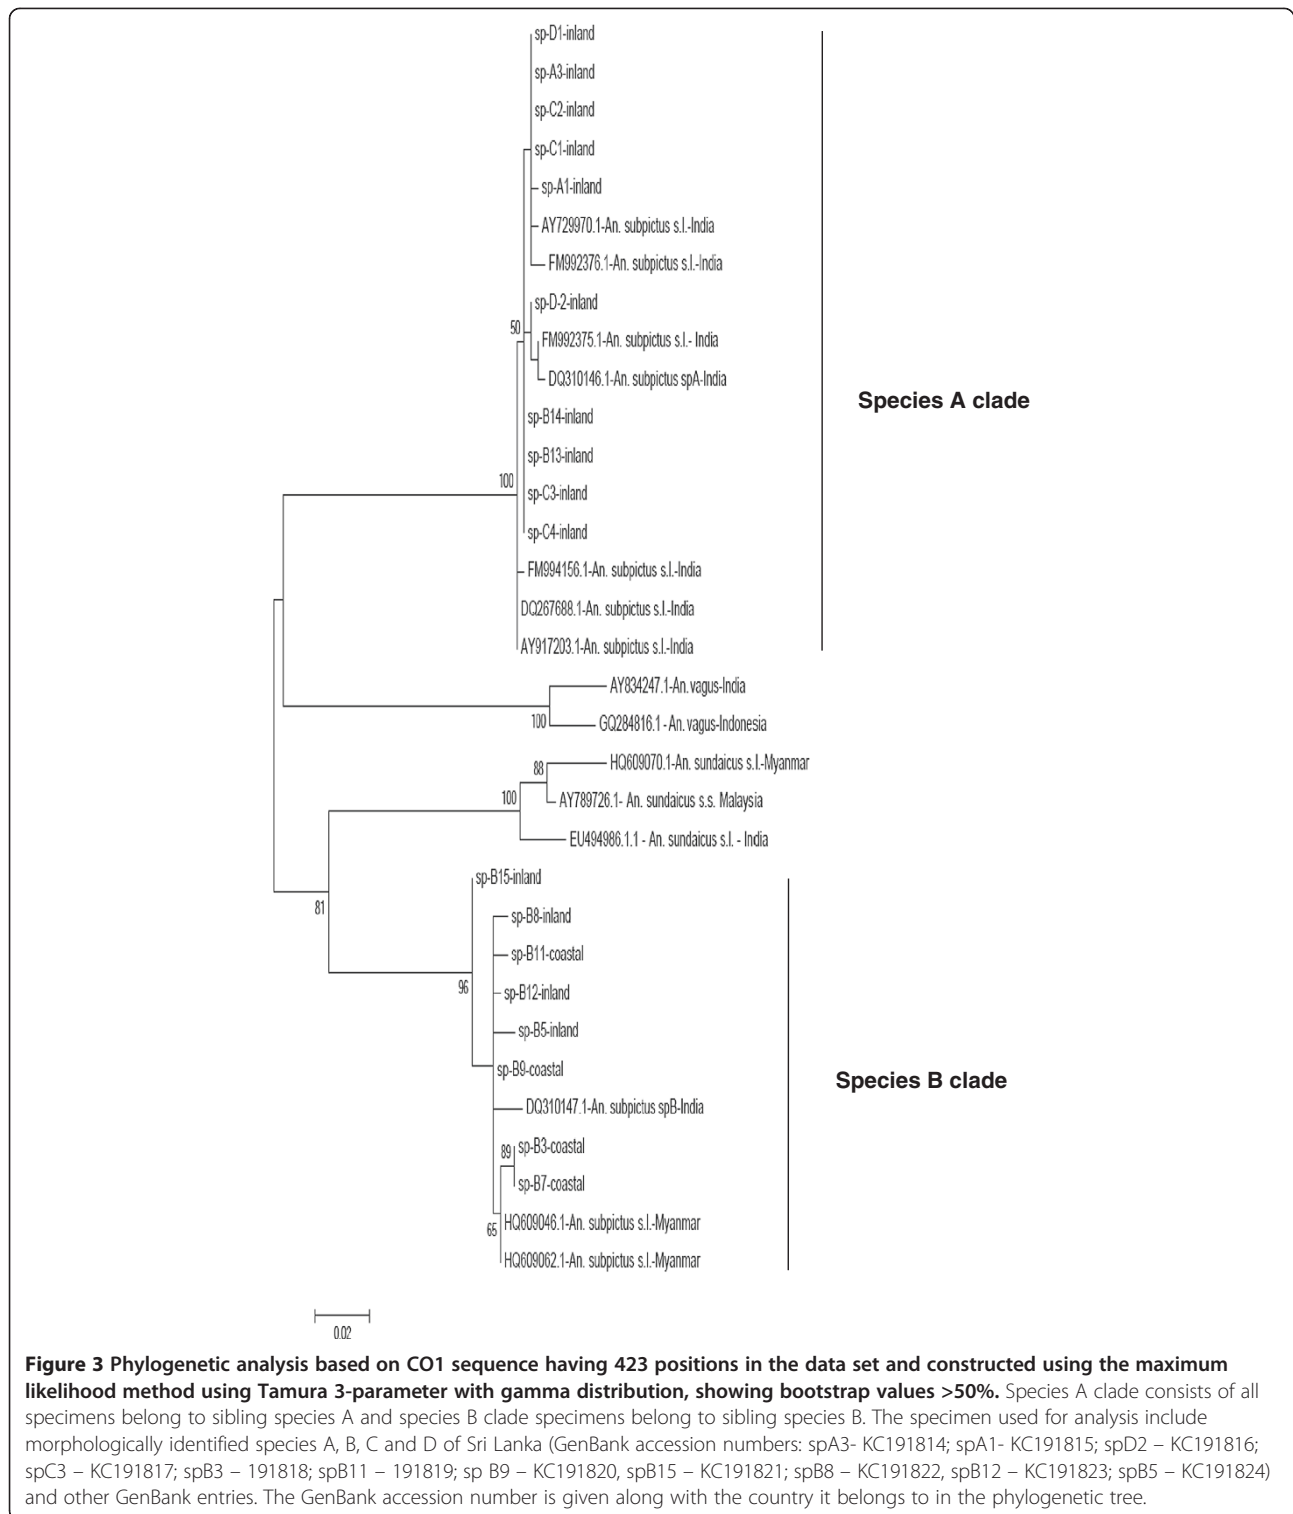 sp-D1-inland
sp-A3-inland
sp-C2-inland
sp-C1-inland
sp-A1-inland
AY729970.1-An. subpictus s.l.-India
FM992376.1-An. subpictus s.l.-India
sp-D-2-inland
50
FM992375.1-An. subpictus s.l.- India
DQ310146.1-An. subpictus spA-India
Species A clade
sp-B14-inland
sp-B13-inland
100
sp-C3-inland
sp-C4-inland
FM994156.1-An. subpictus s.l.-India
DQ267688.1-An. subpictus s.l.-India
AY917203.1-An. subpictus s.l.-India
AY834247.1-An. vagus-India
100
GQ284816.1 - An. vagus-Indonesia
HQ609070.1-An. sundaicus s.l.-Myanmar
88
100
AY789726.1- An. sundaicus s.s. Malaysia
EU494986.1.1 - An. sundaicus s.l. - India
sp-B15-inland
81
sp-B8-inland
sp-B11-coastal
96
sp-B12-inland
sp-B5-inland
sp-B9-coastal
Species B clade
DQ310147.1-An. subpictus spB-India
89
sp-B3-coastal
sp-B7-coastal
65
HQ609046.1-An. subpictus s.l.-Myanmar
HQ609062.1-An. subpictus s.l.-Myanmar
0.02
Figure 3 Phylogenetic analysis based on CO1 sequence having 423 positions in the data set and constructed using the maximum
likelihood method using Tamura 3-parameter with gamma distribution, showing bootstrap values >50%. Species A clade consists of all
specimens belong to sibling species A and species B clade specimens belong to sibling species B. The specimen used for analysis include
morphologically identified species A, B, C and D of Sri Lanka (GenBank accession numbers: spA3- KC191814; spA1- KC191815; spD2 – KC191816;
spC3 – KC191817; spB3 – 191818; spB11 – 191819; sp B9 – KC191820, spB15 – KC191821; spB8 – KC191822, spB12 – KC191823; spB5 – KC191824)
and other GenBank entries. The GenBank accession number is given along with the country it belongs to in the phylogenetic tree.